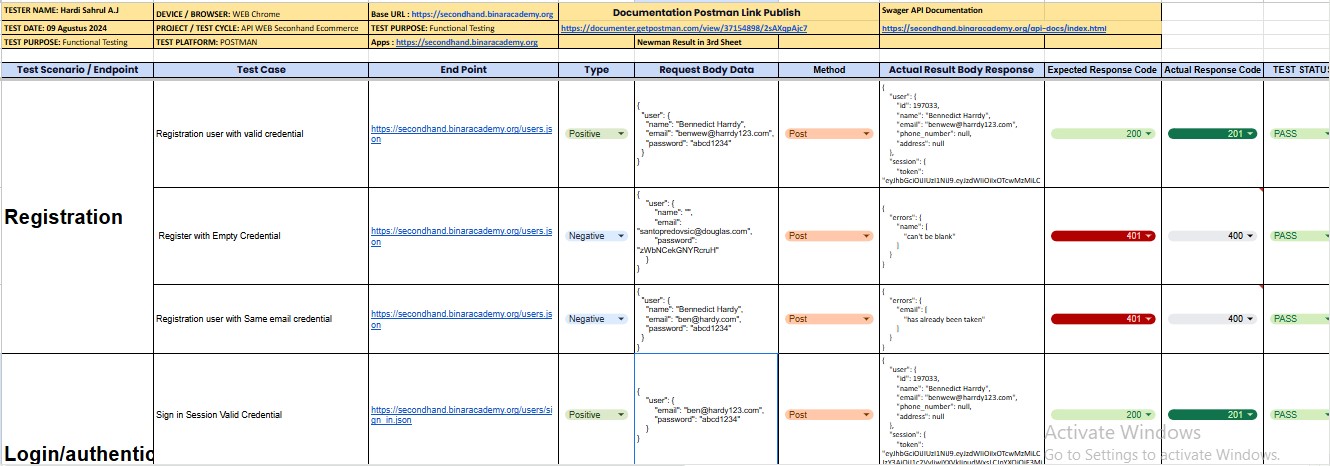 TESTER NAME: Hardi Sahrul A.J
DEVICE / BROWSER: WEB Chrome
Base URL : https://secondhand.binaracademy.org
Documentation Postman Link Publish
Swager API Documentation
TEST DATE: 09 Agustus 2024
PROJECT / TEST CYCLE: API WEB Seconhand Ecommerce
TEST PURPOSE: Functional Testing
https://documenter.getpostman.com/view/37154898/2sAXqpAjc7
https://secondhand.binaracademy.org/api-docs/index.html
TEST PURPOSE: Functional Testing
TEST PLATFORM: POSTMAN
Apps : https://secondhand.binaracademy.org
Newman Result in 3rd Sheet
Test Scenario / Endpoint
Test Case
End Point
Type
Request Body Data
Method
Actual Result Body Response
Expected Response Code
Actual Response Code
TEST STATUS
Registration
Registration user with valid credential
https://secondhand.binaracademy.org/users.js
on
Positive
{
"user": {
"name": "Bennedict Harrdy",
"email": "benwew@harrdy123.com",
"password": "abcd1234"
}
}
Post
{
"user": {
"id": 197033,
"name": "Bennedict Harrdy",
"email": "benwew@harrdy123.com",
"phone_number": null,
"address": null
},
"session": {
"token":
200
201
PASS
Register with Empty Credential
https://secondhand.binaracademy.org/users.js
on
Negative
{
"user": {
"name": "",
"email":
"santopredovsic@douglas.com",
"password":
"zWbNCekGNYRcruH"
}
}
Post
{
"errors": {
"name": [
"can't be blank"
]
}
}
401
400
PASS
Registration user with Same email credential
https://secondhand.binaracademy.org/users.js
on
Negative
{
"user": {
"name": "Bennedict Hardy",
"email": "ben@hardy.com",
"password": "abcd1234"
}
}
Post
{
"errors": {
"email": [
"has already been taken"
]
}
}
401
400
PASS
Login/authentic
Sign in Session Valid Credential
https://secondhand.binaracademy.org/users/si
gn_in.json
Positive
{
"user": {
"email": "ben@hardy123.com",
"password": "abcd1234"
}
}
Post
{
"user": {
"id": 197033,
"name": "Bennedict Harrdy",
"email": "benwew@harrdy123.com",
"phone_number": null,
"address": null
},
"session": {
"token":
200
201
PASS
Activate Windows
Go to Settings to activate Windows.